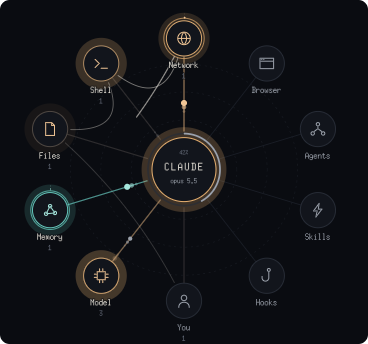 Network
Shell
1
Browser
Files
1
CLAUDE
opus 5.5
Agents
Memory
1
Skills
Model
3
Hooks
You
1